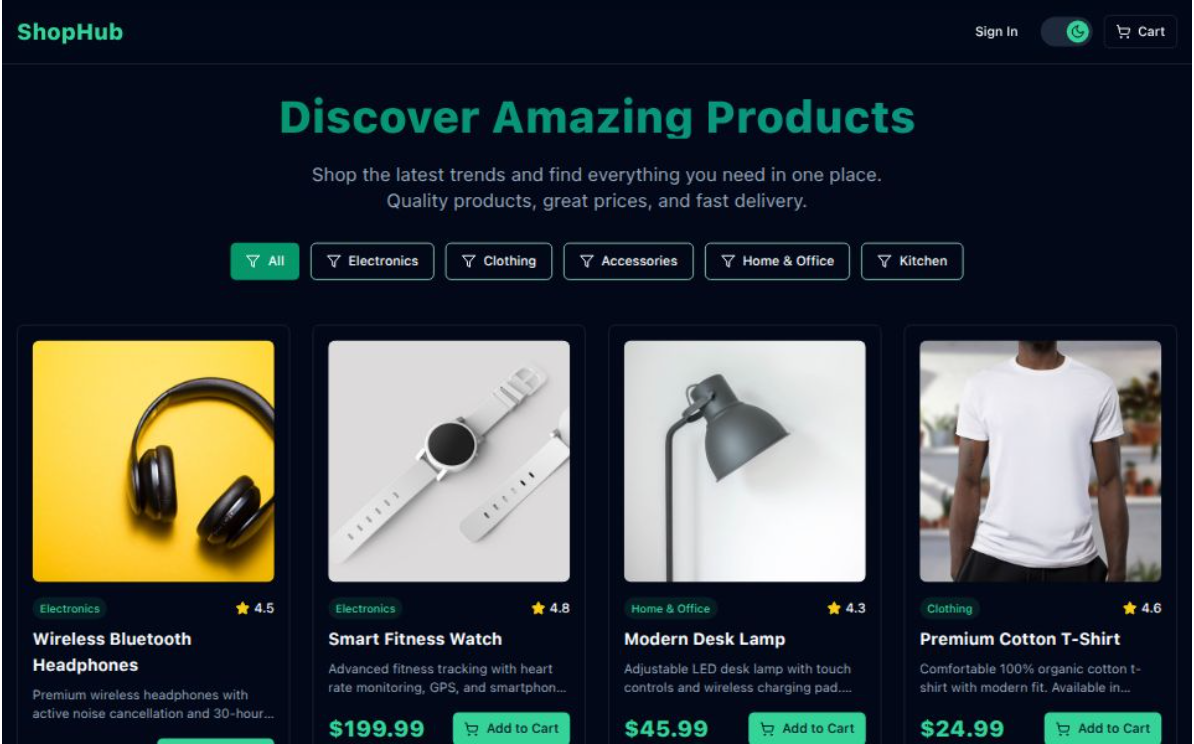 ShopHub
Sign In
Cart
Discover Amazing Products
Shop the latest trends and find everything you need in one place.
Quality products, great prices, and fast delivery.
All
Electronics
Clothing
Accessories
Home & Office
Kitchen
Electronics
4.5
Wireless Bluetooth
Headphones
Premium wireless headphones with
active noise cancellation and 30-hour...
Electronics
4.8
Smart Fitness Watch
Advanced fitness tracking with heart
rate monitoring, GPS, and smartphon...
$199.99
Add to Cart
Home & Office
4.3
Modern Desk Lamp
Adjustable LED desk lamp with touch
controls and wireless charging pad....
$45.99
Add to Cart
Clothing
4.6
Premium Cotton T-Shirt
Comfortable 100% organic cotton t-
shirt with modern fit. Available in...
$24.99
Add to Cart